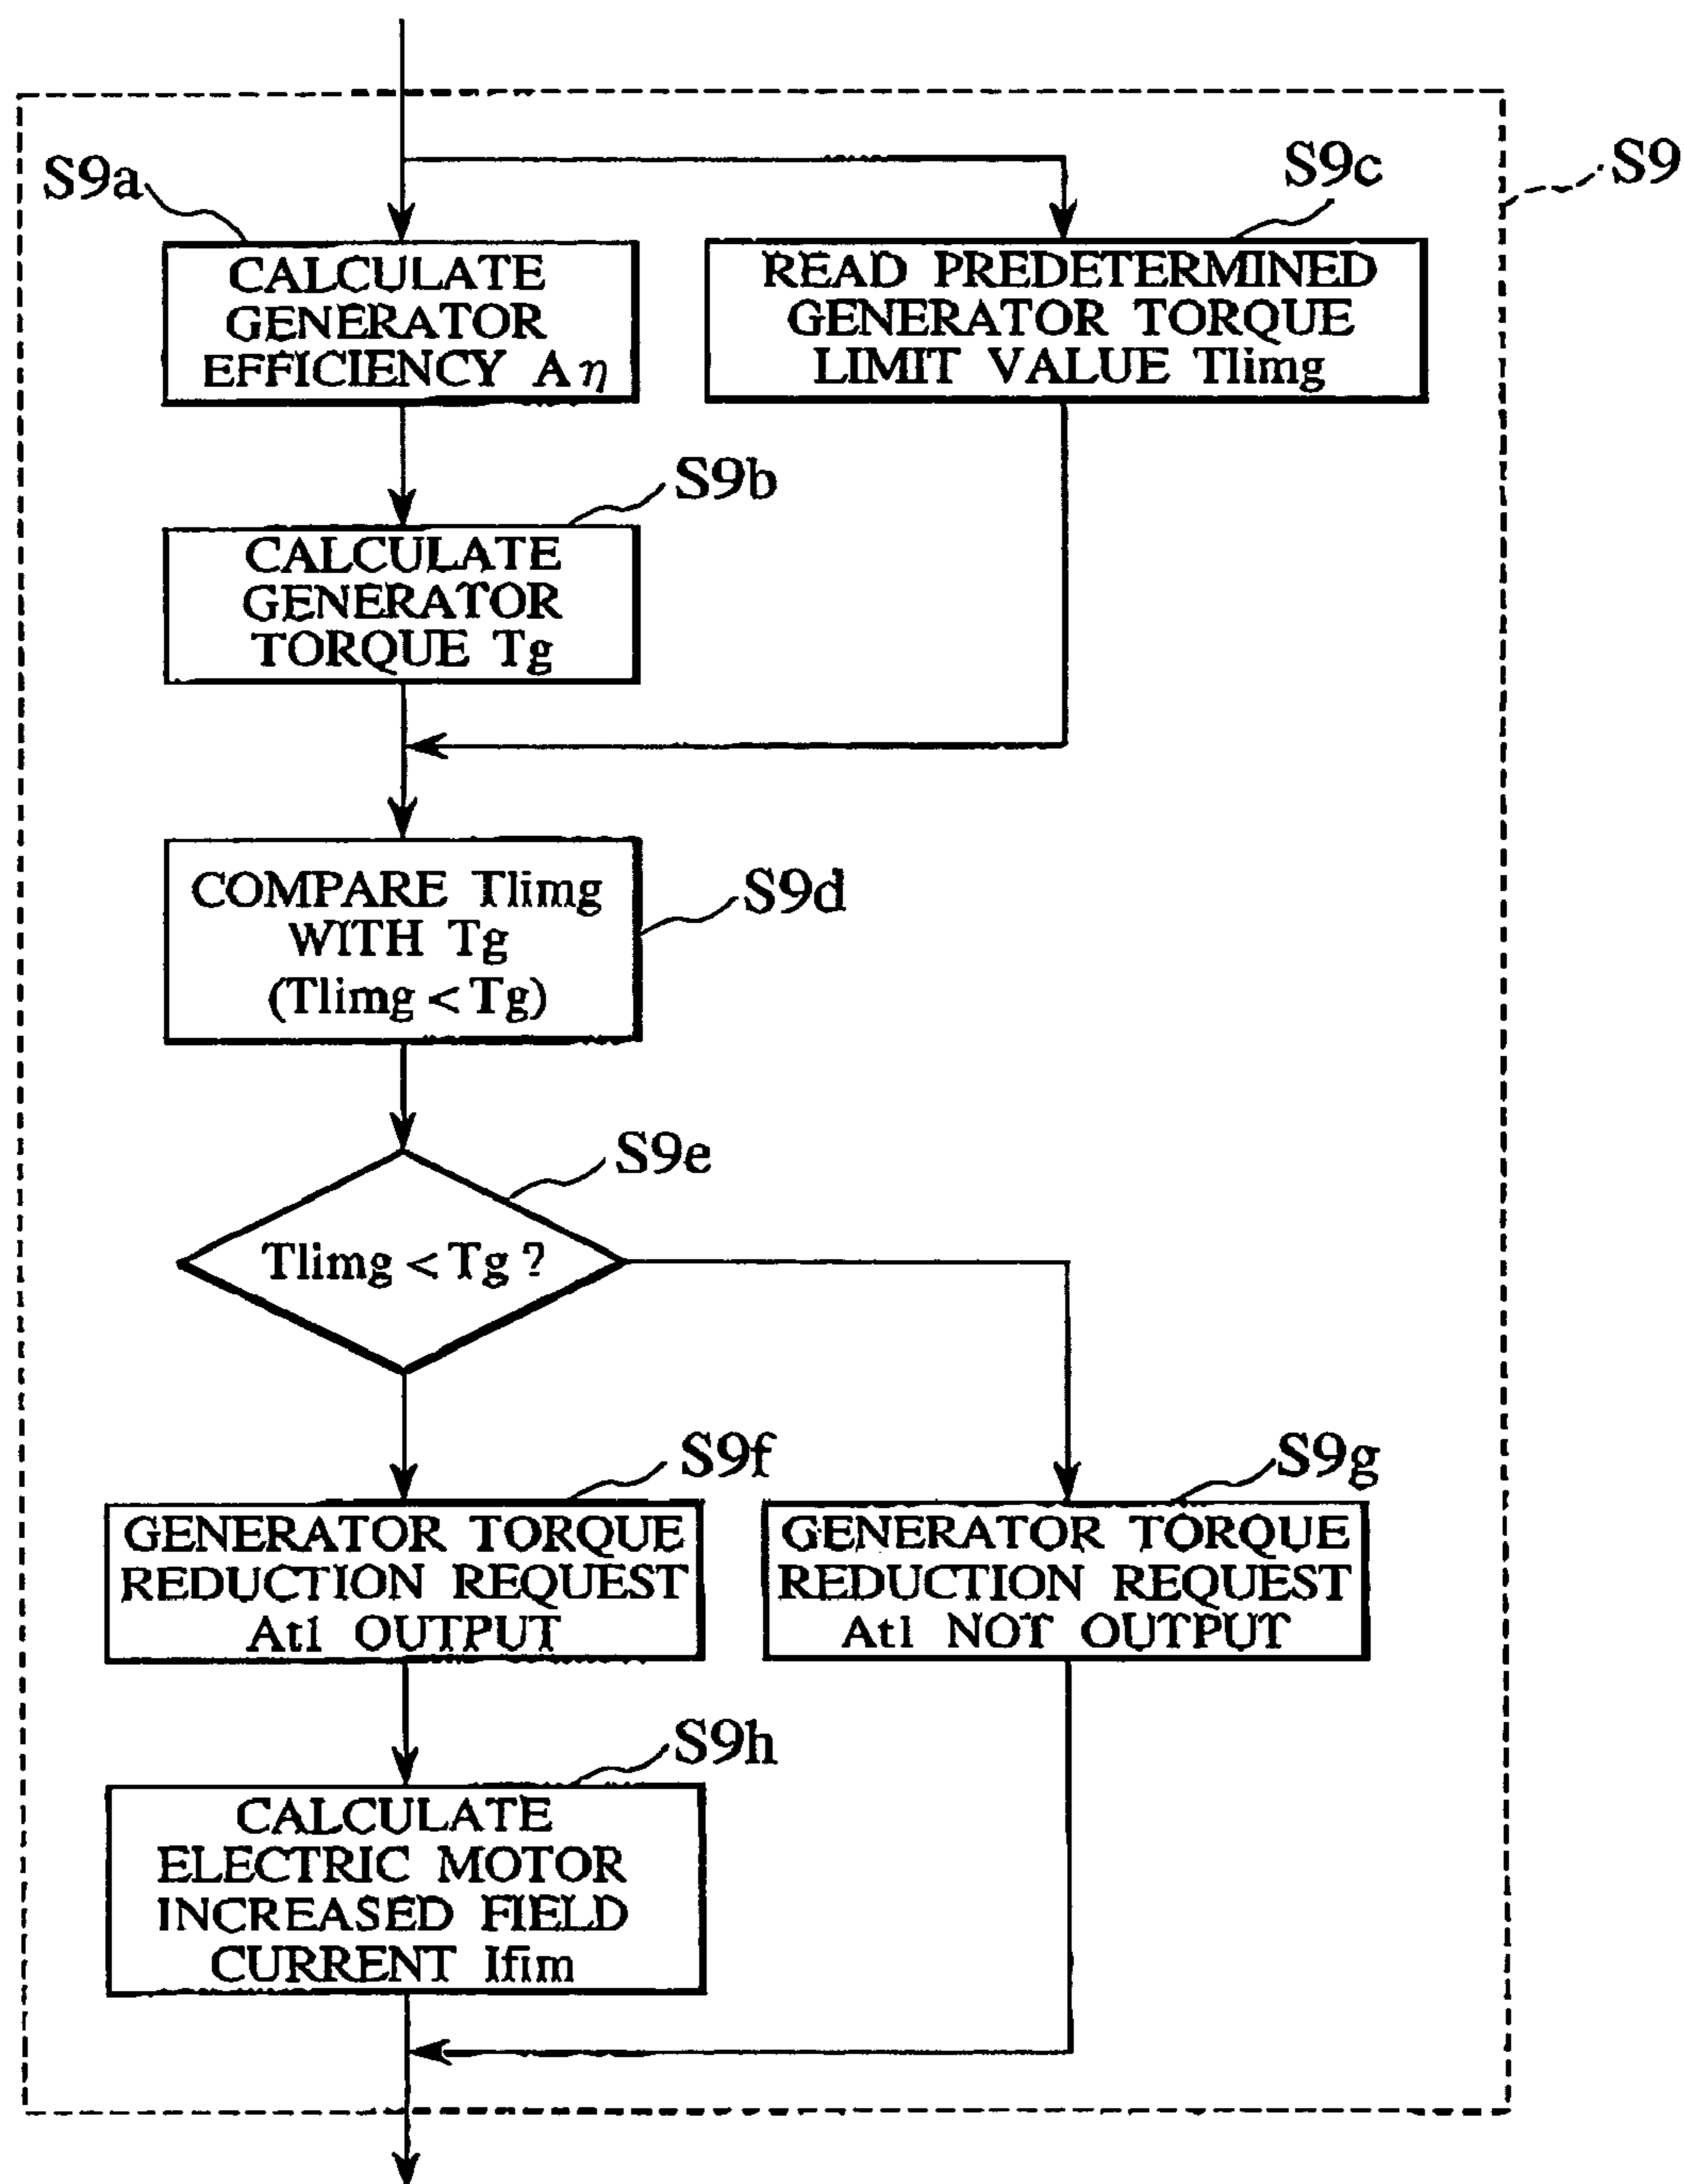 S9
S9a
CALCULATE
GENERATOR
EFFICIENCY Aη
S9c
READ PREDETERMINED
GENERATOR TORQUE
LIMIT VALUE Tlimg
S9b
CALCULATE
GENERATOR
TORQUE Tg
S9d
COMPARE Tlimg
WITH Tg
(Tlimg < Tg)
S9e
Tlimg < Tg ?
S9f
GENERATOR TORQUE
REDUCTION REQUEST
Atl OUTPUT
S9g
GENERATOR TORQUE
REDUCTION REQUEST
Atl NOT OUTPUT
S9h
CALCULATE
ELECTRIC MOTOR
INCREASED FIELD
CURRENT Ifim